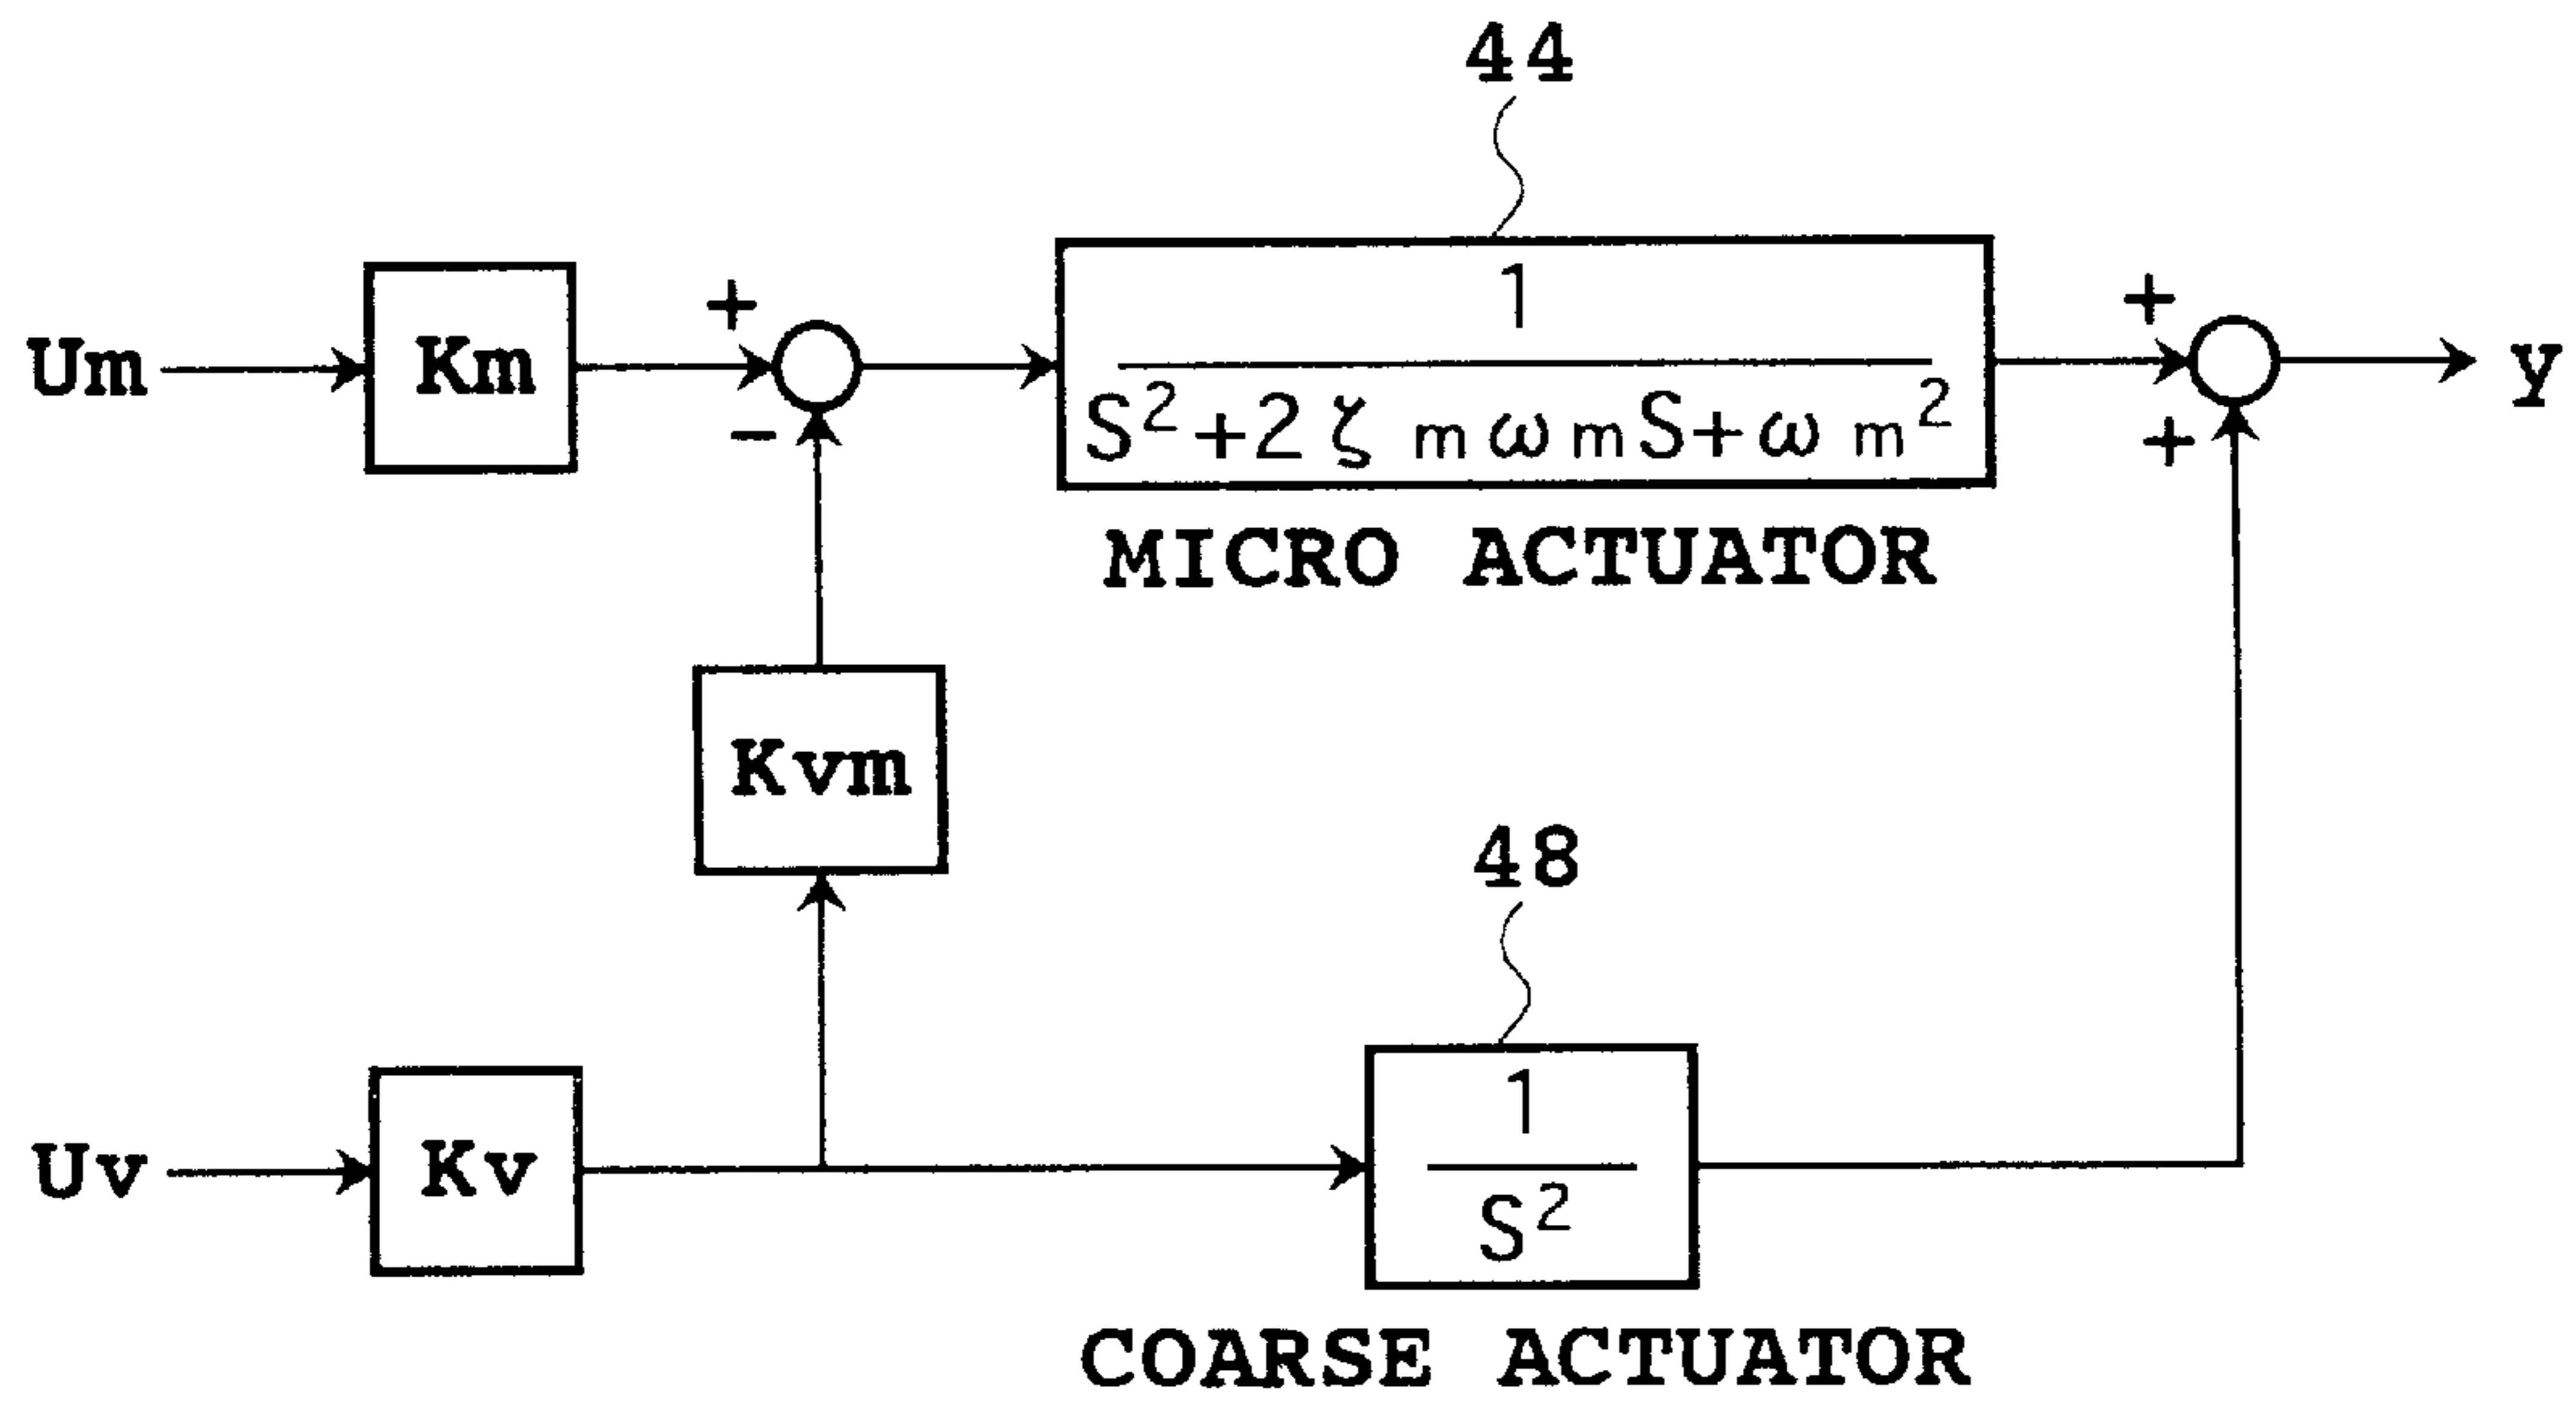 44
1
+ +
Um Km y
S²+2ζmωmS+ωm²
- +
MICRO ACTUATOR
Kvm
48
1
Uv Kv
S²
COARSE ACTUATOR